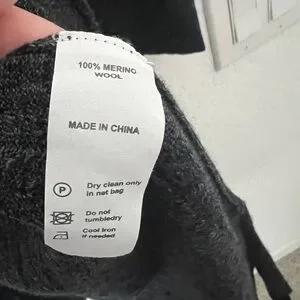 100% MERINO
WOOL
MADE IN CHINA
P
Dry clean only
in net bag
Do not
tumbledry
Cool Iron
if needed